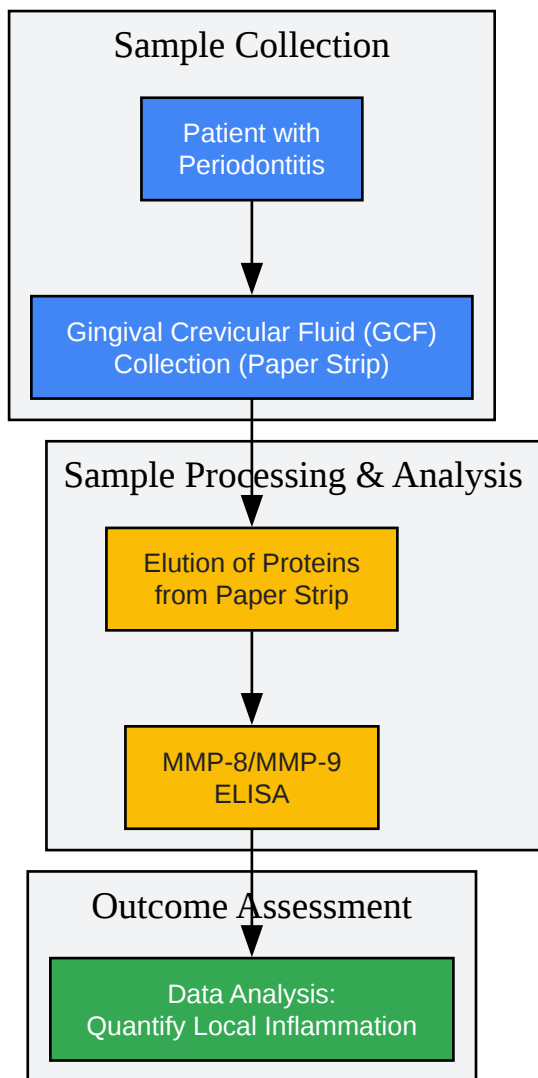 Sample Collection
Patient with
Periodontitis
Gingival Crevicular Fluid (GCF)
Collection (Paper Strip)
Sample Processing & Analysis
Elution of Proteins
from Paper Strip
MMP-8/MMP-9
ELISA
Outcome Assessment
Data Analysis:
Quantify Local Inflammation